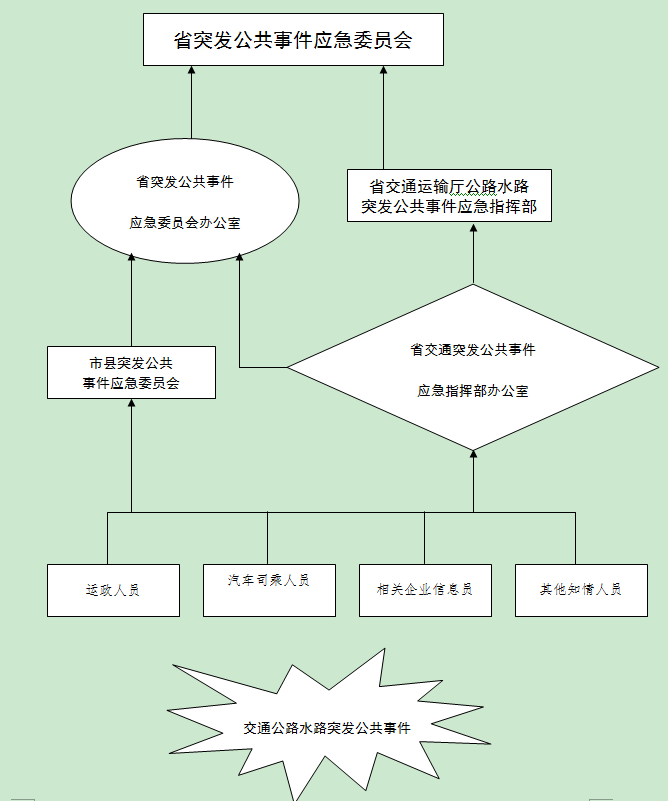 省突发公共事件应急委员会
省突发公共事件
应急委员会办公室
省交通运输厅公路水路
突发公共事件应急指挥部
市县突发公共
事件应急委员会
省交通突发公共事件
应急指挥部办公室
运政人员
汽车司乘人员
相关企业信息员
其他知情人员
交通公路水路突发公共事件